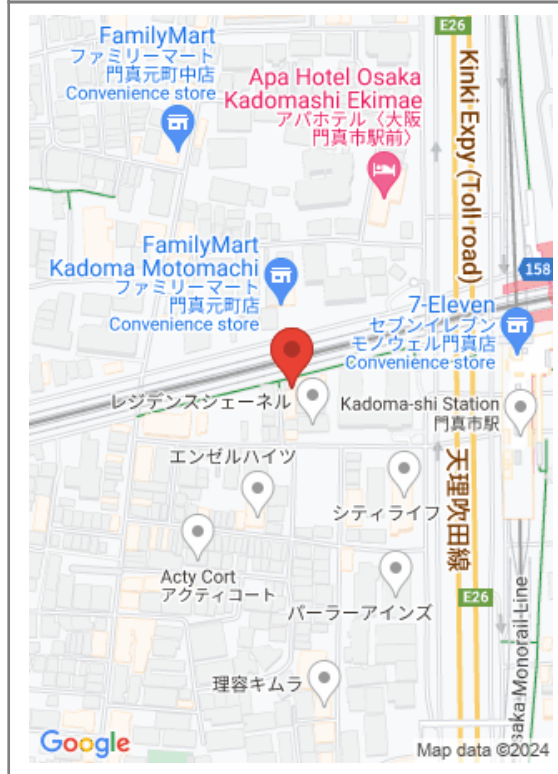 E26
FamilyMart
ファミリーマート
門真元町中店
Convenience store
Apa Hotel Osaka
Kadomashi Ekimae
アパホテル〈大阪
門真市駅前〉
Kinki Expy (Toll road)
FamilyMart
Kadoma Motomachi
ファミリーマート
門真元町店
Convenience store
158
7-Eleven
セブンイレブン
モノウェル門真店
Convenience store
レジデンスシェーネル
Kadoma-shi Station
門真市駅
エンゼルハイツ
シティライフ
天理吹田線
Acty Cort
アクティコート
E26
パーラーアインズ
saka Monorail Line
理容キムラ
Google
Map data ©2024